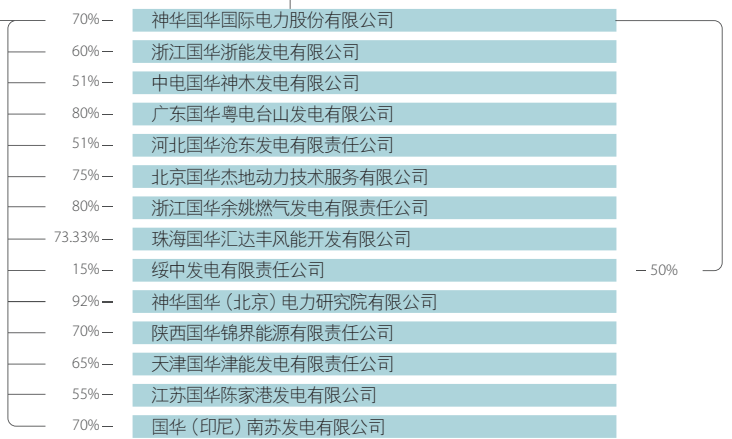 70% 神华国华国际电力股份有限公司
60% 浙江国华浙能发电有限公司
51% 中电国华神木发电有限公司
80% 广东国华粤电台山发电有限公司
51% 河北国华沧东发电有限责任公司
75% 北京国华杰地动力技术服务有限公司
80% 浙江国华余姚燃气发电有限责任公司
73.33% 珠海国华汇达丰风能开发有限公司
15% 绥中发电有限责任公司 50%
92% 神华国华（北京）电力研究院有限公司
70% 陕西国华锦界能源有限责任公司
65% 天津国华津能发电有限责任公司
55% 江苏国华陈家港发电有限公司
70% 国华（印尼）南苏发电有限公司